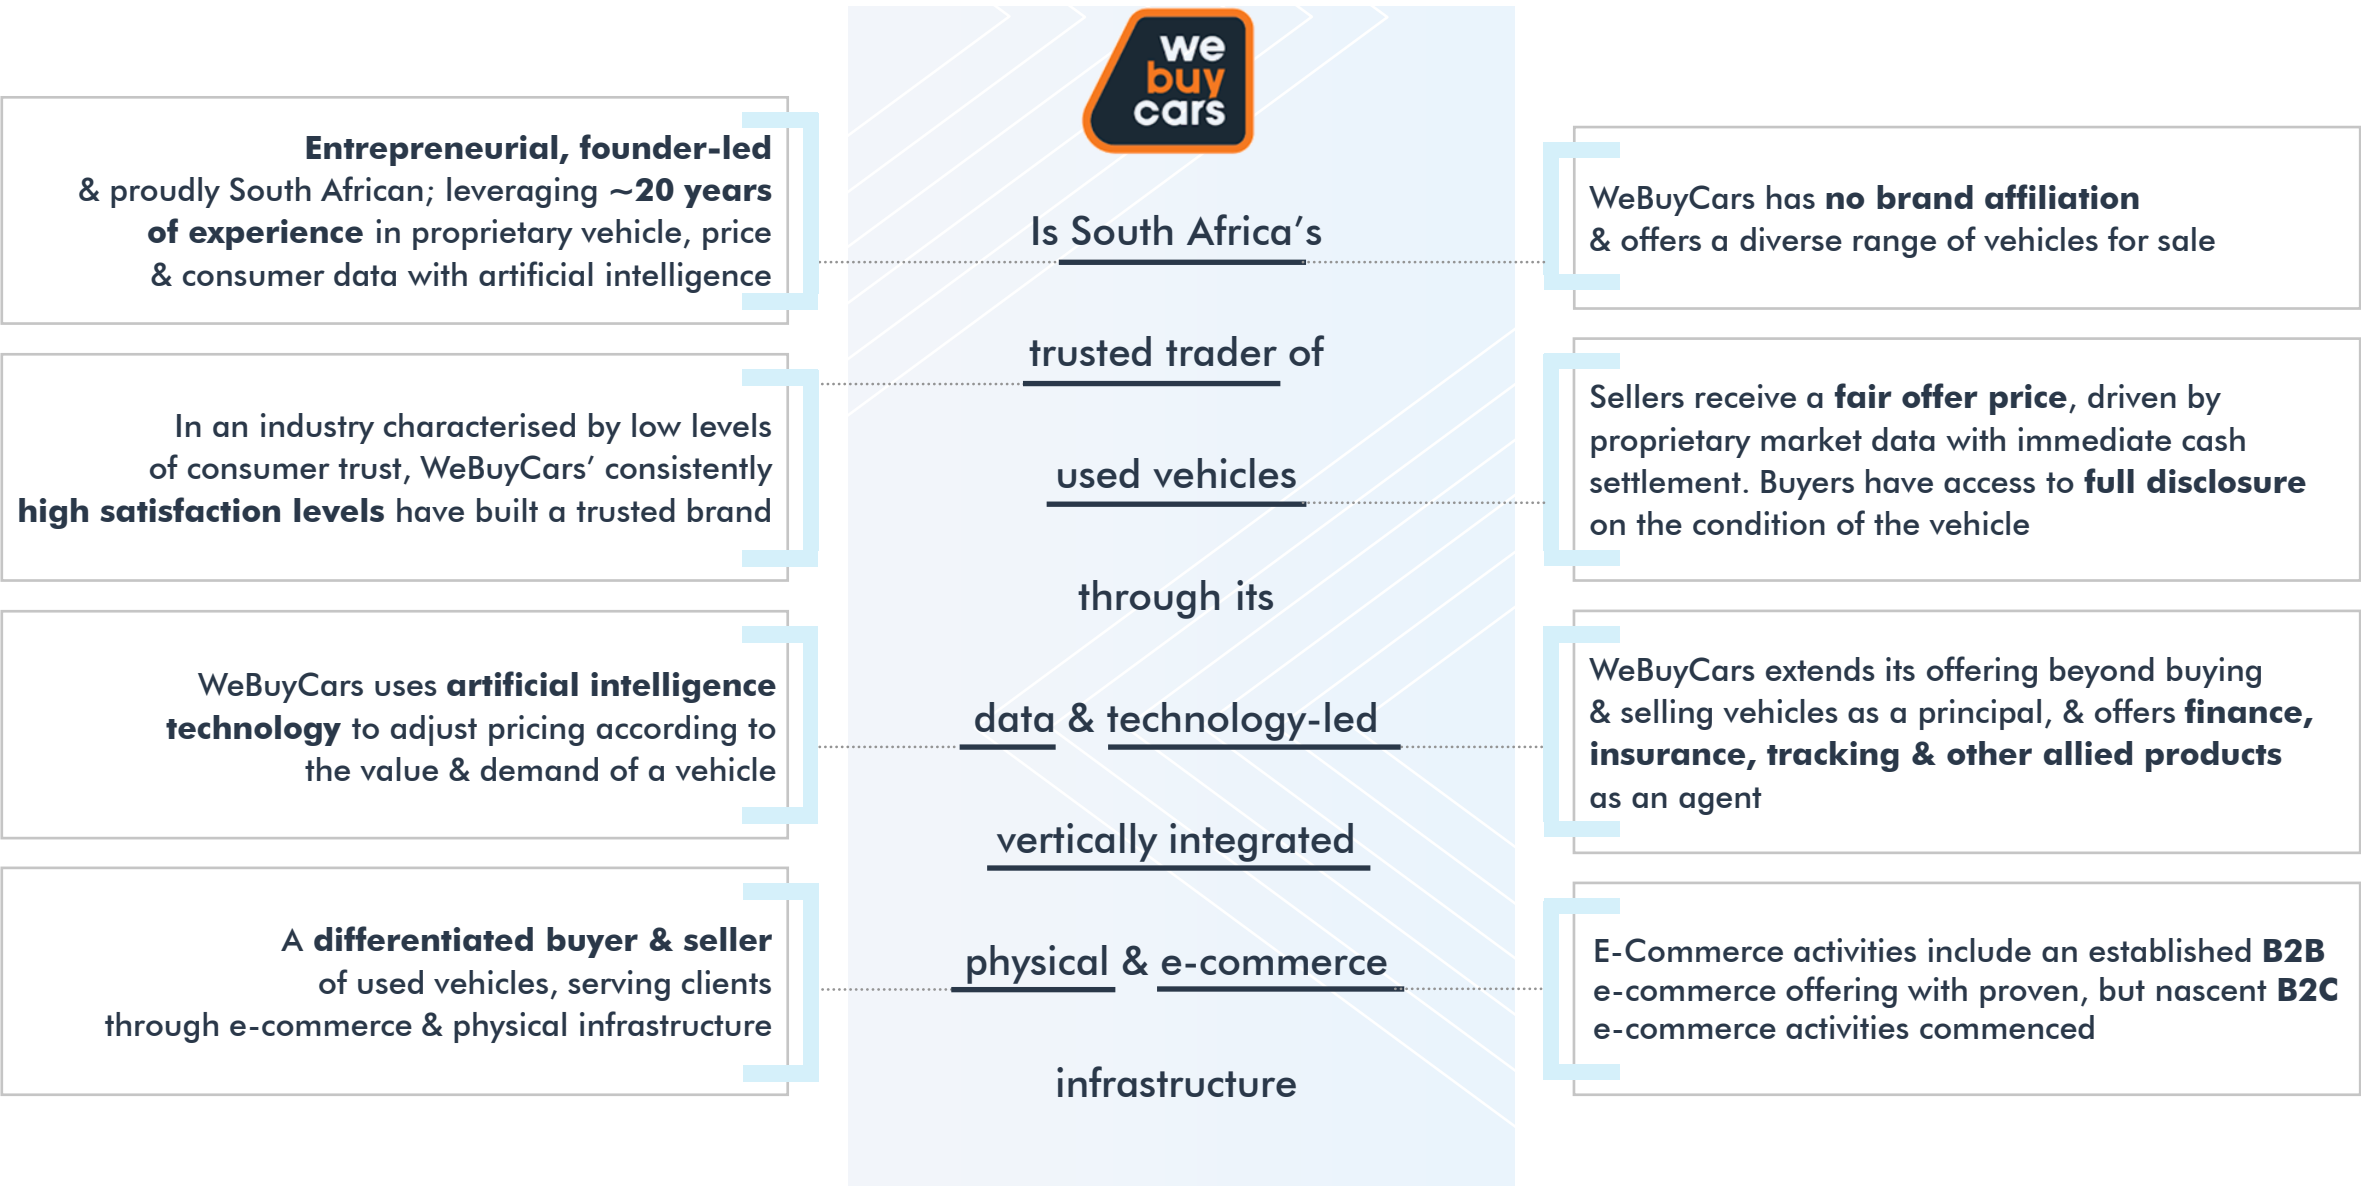 we
buy
cars
Entrepreneurial, founder-led
& proudly South African; leveraging ~20 years
of experience in proprietary vehicle, price
& consumer data with artificial intelligence
In an industry characterised by low levels
of consumer trust, WeBuyCars’ consistently
high satisfaction levels have built a trusted brand
WeBuyCars uses artificial intelligence
technology to adjust pricing according to
the value & demand of a vehicle
A differentiated buyer & seller
of used vehicles, serving clients
through e-commerce & physical infrastructure
Is South Africa’s
trusted trader of
used vehicles
through its
data & technology-led
vertically integrated
physical & e-commerce
infrastructure
WeBuyCars has no brand affiliation
& offers a diverse range of vehicles for sale
Sellers receive a fair offer price, driven by
proprietary market data with immediate cash
settlement. Buyers have access to full disclosure
on the condition of the vehicle
WeBuyCars extends its offering beyond buying
& selling vehicles as a principal, & offers finance,
insurance, tracking & other allied products
as an agent
E-Commerce activities include an established B2B
e-commerce offering with proven, but nascent B2C
e-commerce activities commenced